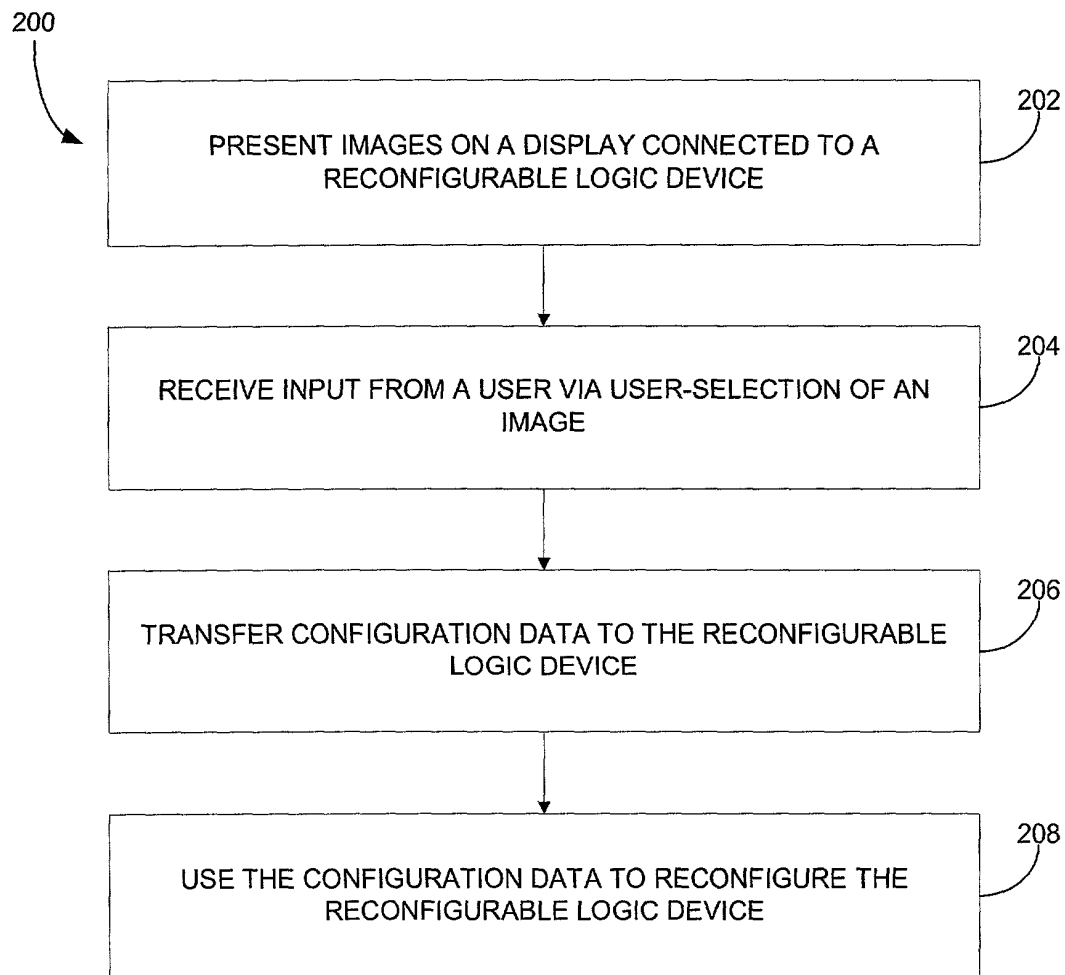 200
202
PRESENT IMAGES ON A DISPLAY CONNECTED TO A
RECONFIGURABLE LOGIC DEVICE
204
RECEIVE INPUT FROM A USER VIA USER-SELECTION OF AN
IMAGE
206
TRANSFER CONFIGURATION DATA TO THE RECONFIGURABLE
LOGIC DEVICE
208
USE THE CONFIGURATION DATA TO RECONFIGURE THE
RECONFIGURABLE LOGIC DEVICE